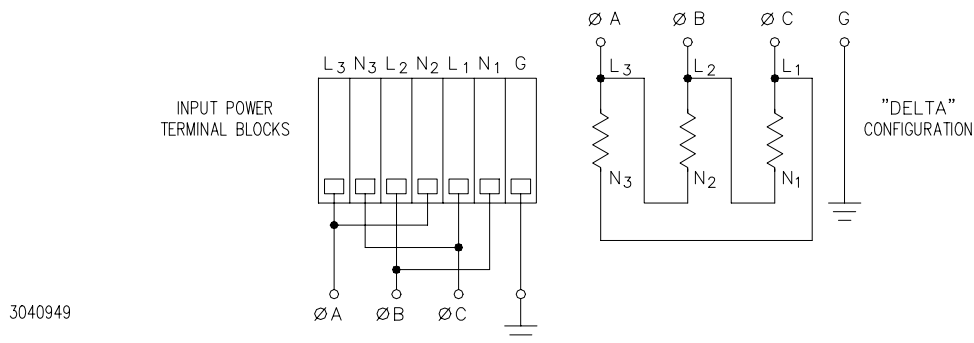 Ø A Ø B Ø C G
L3 N3 L2 N2 L1 N1 G
L3 L2 L1
INPUT POWER
TERMINAL BLOCKS
"DELTA"
CONFIGURATION
N3 N2 N1
ØA ØB ØC
3040949